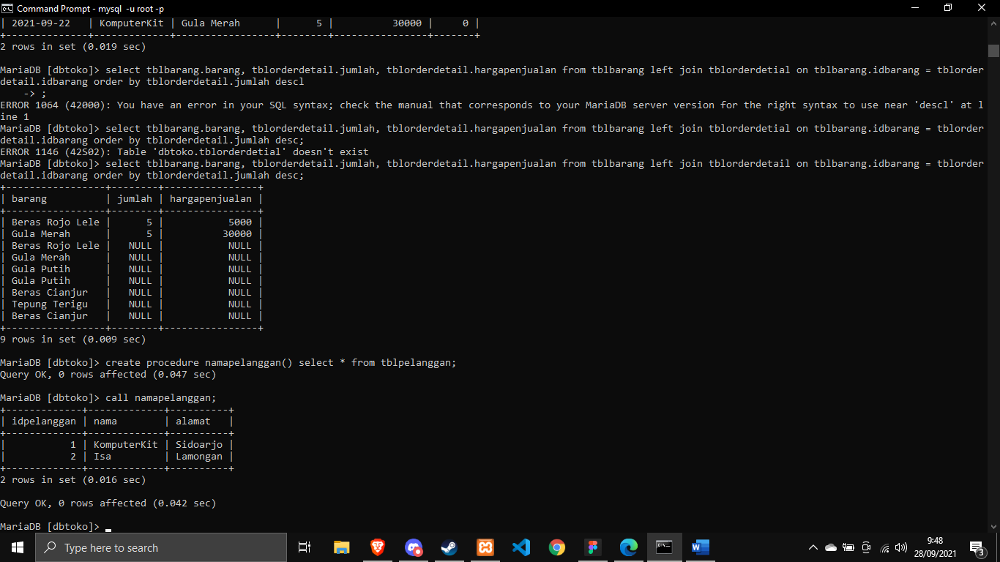 Command Prompt - mysql -u root -p
| 2021-09-22   | KomputerKit | Gula Merah      |      5 |          30000 |     0 |
+--------------+-------------+-----------------+--------+----------------+-------+
2 rows in set (0.019 sec)
MariaDB [dbtoko]> select tblbarang.barang, tblorderdetail.jumlah, tblorderdetail.hargapenjualan from tblbarang left join tblorderdetial on tblbarang.idbarang = tblorder
detail.idbarang order by tblorderdetail.jumlah descl
    -> ;
ERROR 1064 (42000): You have an error in your SQL syntax; check the manual that corresponds to your MariaDB server version for the right syntax to use near 'descl' at l
ine 1
MariaDB [dbtoko]> select tblbarang.barang, tblorderdetail.jumlah, tblorderdetail.hargapenjualan from tblbarang left join tblorderdetial on tblbarang.idbarang = tblorder
detail.idbarang order by tblorderdetail.jumlah desc;
ERROR 1146 (42S02): Table 'dbtoko.tblorderdetial' doesn't exist
MariaDB [dbtoko]> select tblbarang.barang, tblorderdetail.jumlah, tblorderdetail.hargapenjualan from tblbarang left join tblorderdetail on tblbarang.idbarang = tblorder
detail.idbarang order by tblorderdetail.jumlah desc;
+-----------------+--------+----------------+
| barang          | jumlah | hargapenjualan |
+-----------------+--------+----------------+
| Beras Rojo Lele |      5 |           5000 |
| Gula Merah      |      5 |          30000 |
| Beras Rojo Lele |   NULL |           NULL |
| Gula Merah      |   NULL |           NULL |
| Gula Putih      |   NULL |           NULL |
| Gula Putih      |   NULL |           NULL |
| Beras Cianjur   |   NULL |           NULL |
| Tepung Terigu   |   NULL |           NULL |
| Beras Cianjur   |   NULL |           NULL |
+-----------------+--------+----------------+
9 rows in set (0.009 sec)
MariaDB [dbtoko]> create procedure namapelanggan() select * from tblpelanggan;
Query OK, 0 rows affected (0.047 sec)
MariaDB [dbtoko]> call namapelanggan;
+-------------+-------------+----------+
| idpelanggan | nama        | alamat   |
+-------------+-------------+----------+
|           1 | KomputerKit | Sidoarjo |
|           2 | Isa         | Lamongan |
+-------------+-------------+----------+
2 rows in set (0.016 sec)
Query OK, 0 rows affected (0.042 sec)
MariaDB [dbtoko]> _
Type here to search
9:48
28/09/2021
3